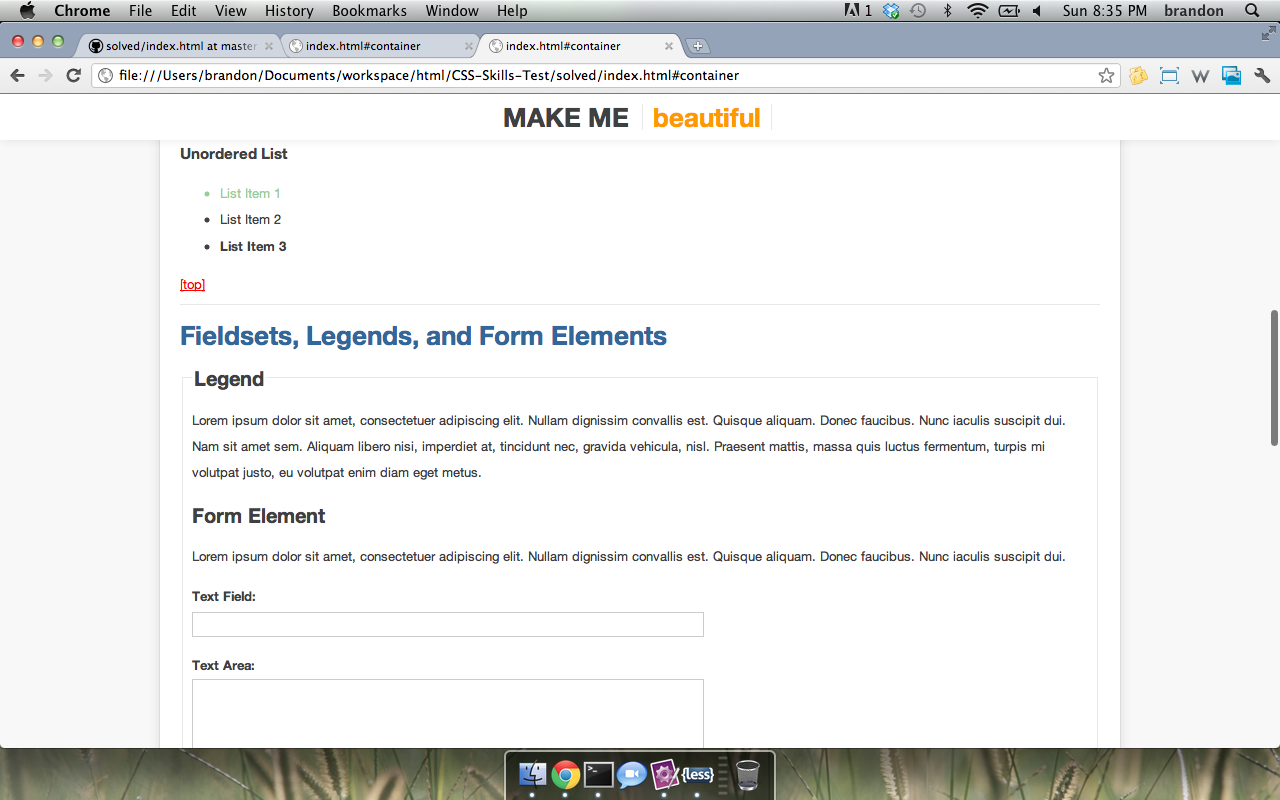 Chrome File Edit View History Bookmarks Window Help 1 Sun 8:35 PM brandon
solved/index.html at master index.html#container index.html#container
file:///Users/brandon/Documents/workspace/html/CSS-Skills-Test/solved/index.html#container W
MAKE ME beautiful
Unordered List
• List Item 1
• List Item 2
• List Item 3
[top]
Fieldsets, Legends, and Form Elements
Legend
Lorem ipsum dolor sit amet, consectetuer adipiscing elit. Nullam dignissim convallis est. Quisque aliquam. Donec faucibus. Nunc iaculis suscipit dui.
Nam sit amet sem. Aliquam libero nisi, imperdiet at, tincidunt nec, gravida vehicula, nisl. Praesent mattis, massa quis luctus fermentum, turpis mi
volutpat justo, eu volutpat enim diam eget metus.
Form Element
Lorem ipsum dolor sit amet, consectetuer adipiscing elit. Nullam dignissim convallis est. Quisque aliquam. Donec faucibus. Nunc iaculis suscipit dui.
Text Field:
Text Area:
{less}